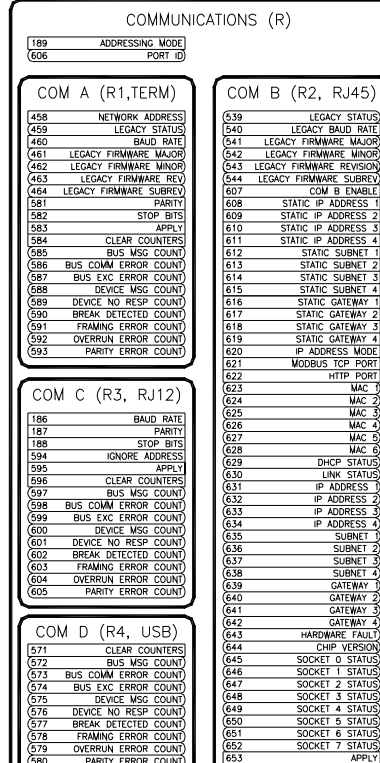 COMMUNICATIONS (R)
189 ADDRESSING MODE
606 PORT ID
COM A (R1,TERM)
458 NETWORK ADDRESS
459 LEGACY STATUS
460 BAUD RATE
461 LEGACY FIRMWARE MAJOR
462 LEGACY FIRMWARE MINOR
463 LEGACY FIRMWARE REV
464 LEGACY FIRMWARE SUBREV
581 PARITY
582 STOP BITS
583 APPLY
584 CLEAR COUNTERS
585 BUS MSG COUNT
586 BUS COMM ERROR COUNT
587 BUS EXC ERROR COUNT
588 DEVICE MSG COUNT
589 DEVICE NO RESP COUNT
590 BREAK DETECTED COUNT
591 FRAMING ERROR COUNT
592 OVERRUN ERROR COUNT
593 PARITY ERROR COUNT
COM C (R3, RJ12)
186 BAUD RATE
187 PARITY
188 STOP BITS
594 IGNORE ADDRESS
595 APPLY
596 CLEAR COUNTERS
597 BUS MSG COUNT
598 BUS COMM ERROR COUNT
599 BUS EXC ERROR COUNT
600 DEVICE MSG COUNT
601 DEVICE NO RESP COUNT
602 BREAK DETECTED COUNT
603 FRAMING ERROR COUNT
604 OVERRUN ERROR COUNT
605 PARITY ERROR COUNT
COM D (R4, USB)
571 CLEAR COUNTERS
572 BUS MSG COUNT
573 BUS COMM ERROR COUNT
574 BUS EXC ERROR COUNT
575 DEVICE MSG COUNT
576 DEVICE NO RESP COUNT
577 BREAK DETECTED COUNT
578 FRAMING ERROR COUNT
579 OVERRUN ERROR COUNT
580 PARITY ERROR COUNT
COM B (R2, RJ45)
539 LEGACY STATUS
540 LEGACY BAUD RATE
541 LEGACY FIRMWARE MAJOR
542 LEGACY FIRMWARE MINOR
543 LEGACY FIRMWARE REVISION
544 LEGACY FIRMWARE SUBREV
607 COM B ENABLE
608 STATIC IP ADDRESS 1
609 STATIC IP ADDRESS 2
610 STATIC IP ADDRESS 3
611 STATIC IP ADDRESS 4
612 STATIC SUBNET 1
613 STATIC SUBNET 2
614 STATIC SUBNET 3
615 STATIC SUBNET 4
616 STATIC GATEWAY 1
617 STATIC GATEWAY 2
618 STATIC GATEWAY 3
619 STATIC GATEWAY 4
620 IP ADDRESS MODE
621 MODBUS TCP PORT
622 HTTP PORT
623 MAC 1
624 MAC 2
625 MAC 3
626 MAC 4
627 MAC 5
628 MAC 6
629 DHCP STATUS
630 LINK STATUS
631 IP ADDRESS 1
632 IP ADDRESS 2
633 IP ADDRESS 3
634 IP ADDRESS 4
635 SUBNET 1
636 SUBNET 2
637 SUBNET 3
638 SUBNET 4
639 GATEWAY 1
640 GATEWAY 2
641 GATEWAY 3
642 GATEWAY 4
643 HARDWARE FAULT
644 CHIP VERSION
645 SOCKET 0 STATUS
646 SOCKET 1 STATUS
647 SOCKET 2 STATUS
648 SOCKET 3 STATUS
649 SOCKET 4 STATUS
650 SOCKET 5 STATUS
651 SOCKET 6 STATUS
652 SOCKET 7 STATUS
653 APPLY